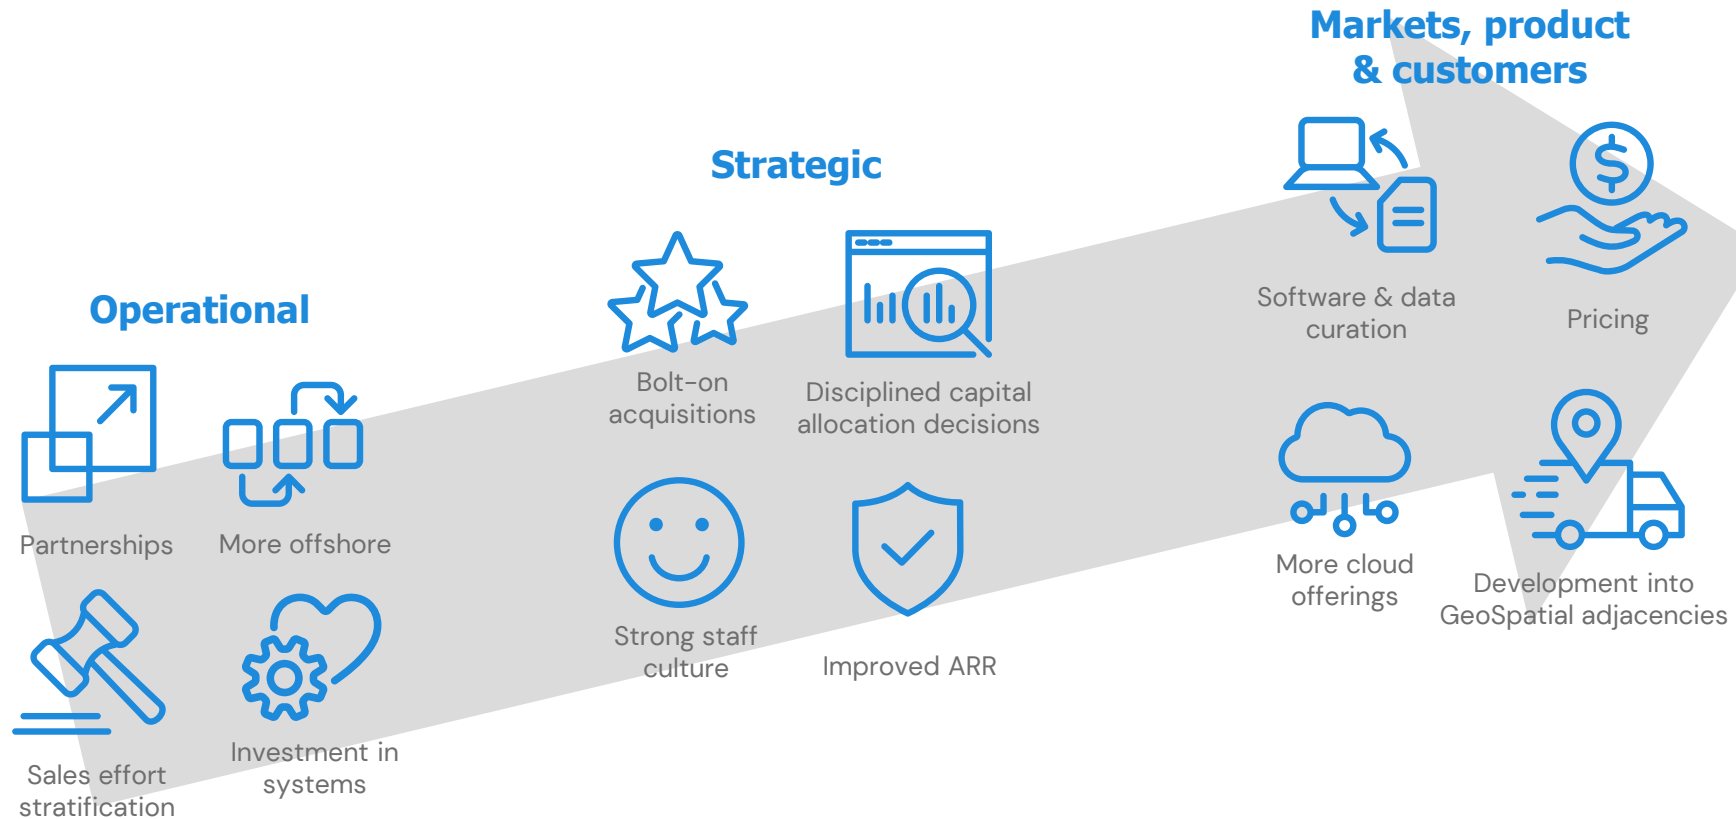 Operational
Partnerships
More offshore
Sales effort
stratification
Investment in
systems
Strategic
Bolt-on
acquisitions
Disciplined capital
allocation decisions
Strong staff
culture
Improved ARR
Markets, product
& customers
Software & data
curation
Pricing
More cloud
offerings
Development into
GeoSpatial adjacencies